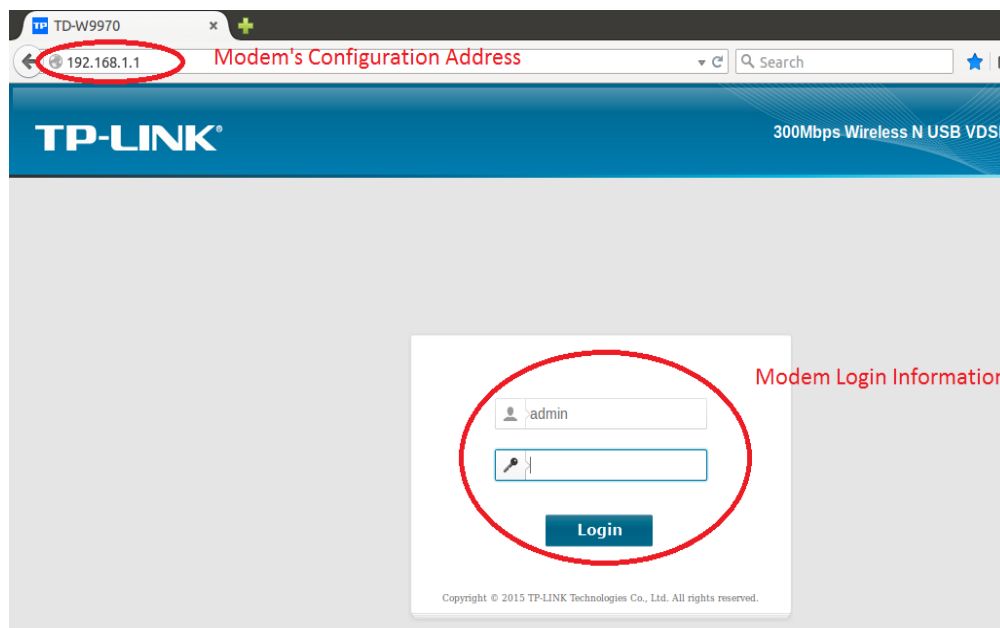 TP TD-W9970
192.168.1.1 Modem's Configuration Address Search
TP-LINK®
300Mbps Wireless N USB
Modem Login Information
admin
Login
Copyright © 2015 TP-LINK Technologies Co., Ltd. All rights reserved.